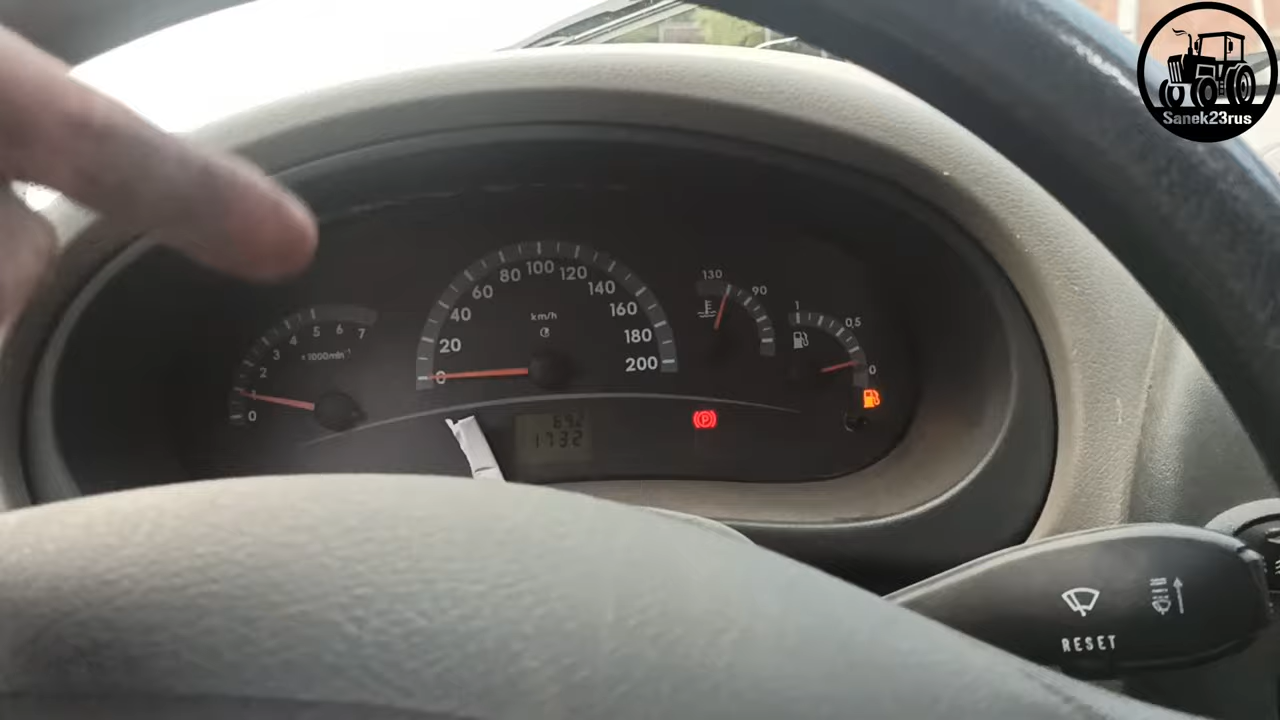 Sanek23rus
0 1 2 3 4 5 6 7
x 1000min⁻¹
0 20 40 60 80 100 120 140 160 180 200
km/h
130 90
E
1 0,5 0
P
1732
RESET